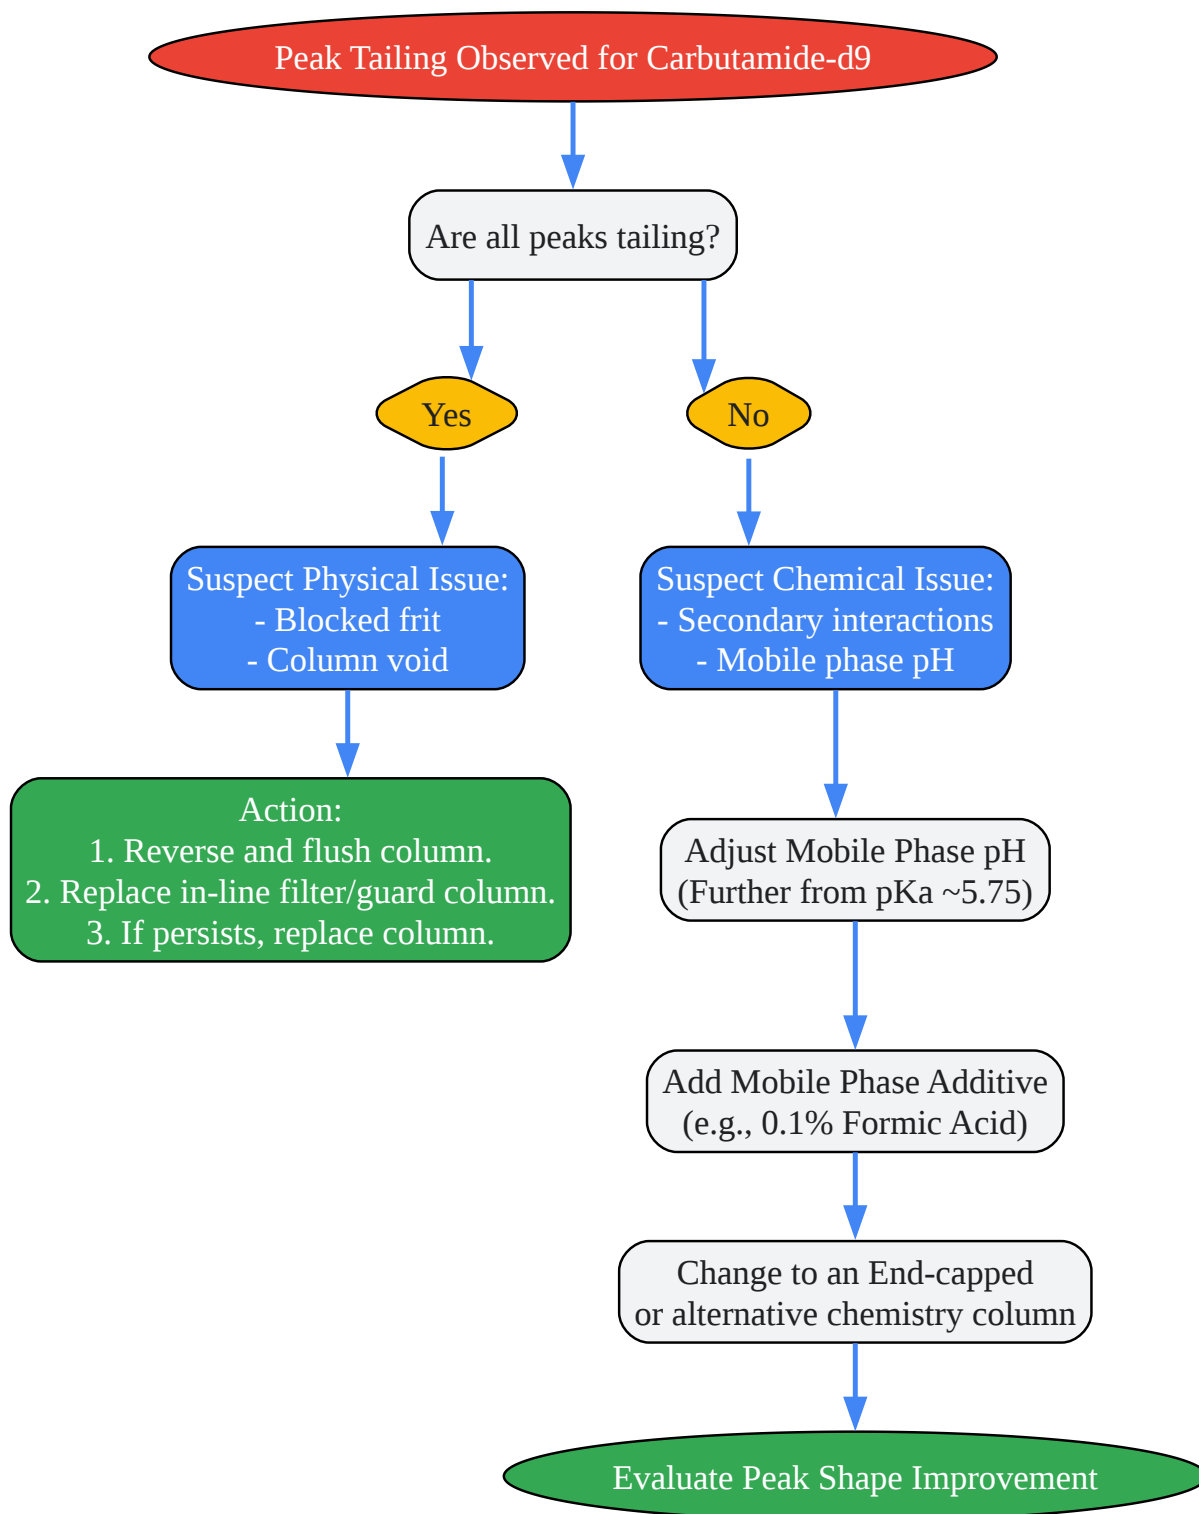 Peak Tailing Observed for Carbutamide-d9
Are all peaks tailing?
Yes
No
Suspect Physical Issue:
- Blocked frit
- Column void
Suspect Chemical Issue:
- Secondary interactions
- Mobile phase pH
Action:
1. Reverse and flush column.
2. Replace in-line filter/guard column.
3. If persists, replace column.
Adjust Mobile Phase pH
(Further from pKa ~5.75)
Add Mobile Phase Additive
(e.g., 0.1% Formic Acid)
Change to an End-capped
or alternative chemistry column
Evaluate Peak Shape Improvement